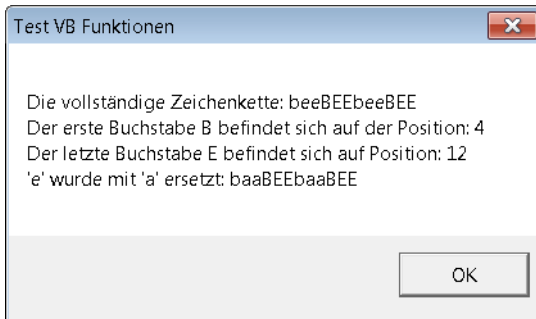 Test VB Funktionen
Die vollständige Zeichenkette: beeBEEbeeBEE
Der erste Buchstabe B befindet sich auf der Position: 4
Der letzte Buchstabe E befindet sich auf Position: 12
'e' wurde mit 'a' ersetzt: baaBEEbaaBEE
OK